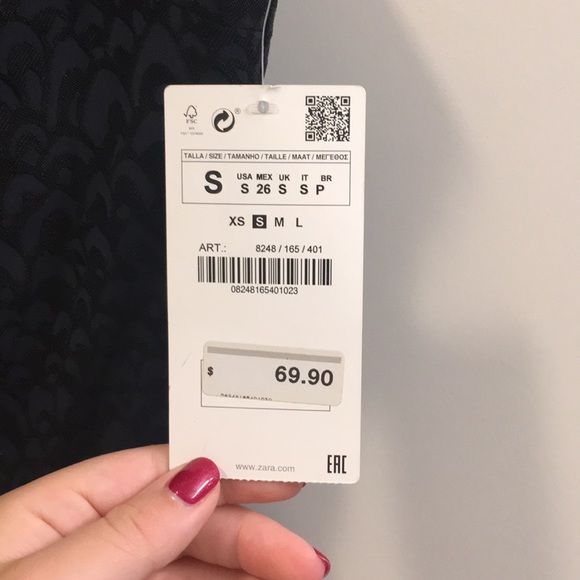 FSC
®
TALLA / SIZE / TAMANHO / TAILLE / MAAT / ΜΕΓΕΘΟΣ
S
USA MEX UK IT BR
S 26 S S P
XS S M L
ART.: 8248 / 165 / 401
08248165401023
$ 69.90
www.zara.com
EAC